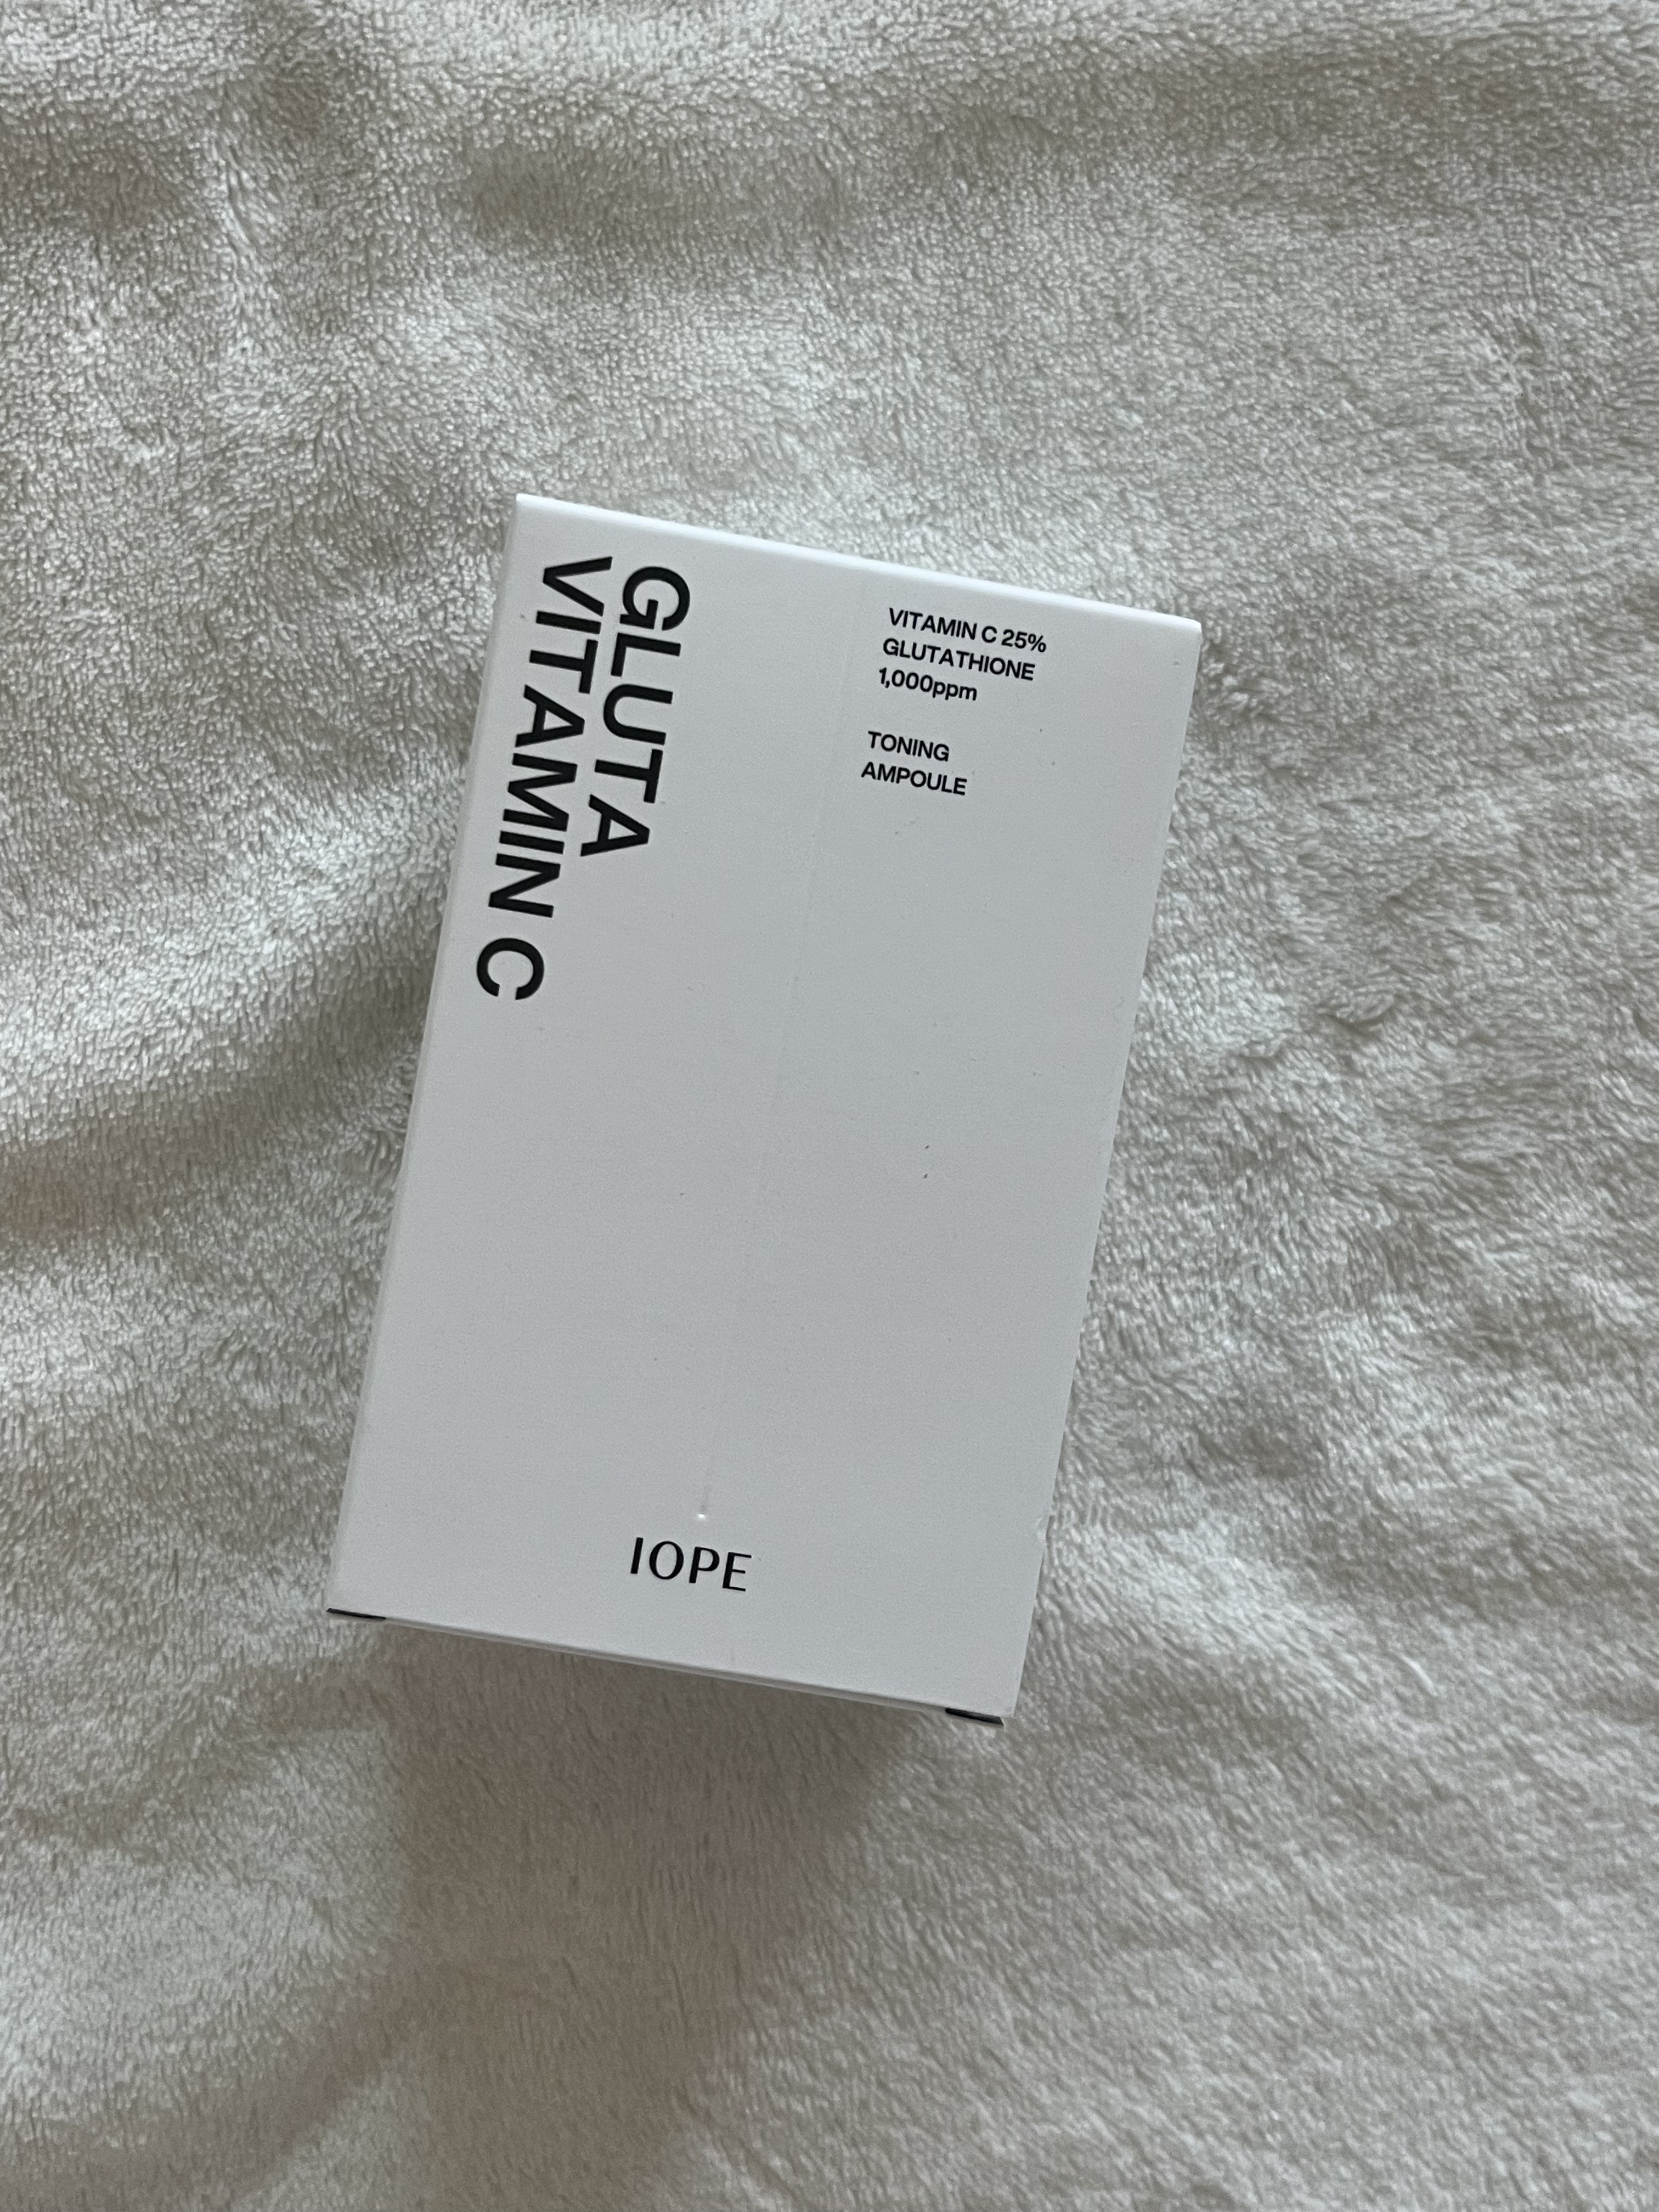 GLUTA
VITAMIN C
VITAMIN C 25%
GLUTATHIONE
1,000ppm
TONING
AMPOULE
IOPE